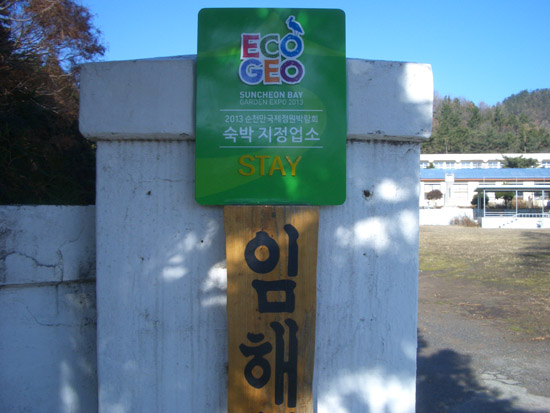 ECO
GEO
SUNCHEON BAY
GARDEN EXPO 2013
2013 순천만국제정원박람회
숙박 지정업소
STAY
임해